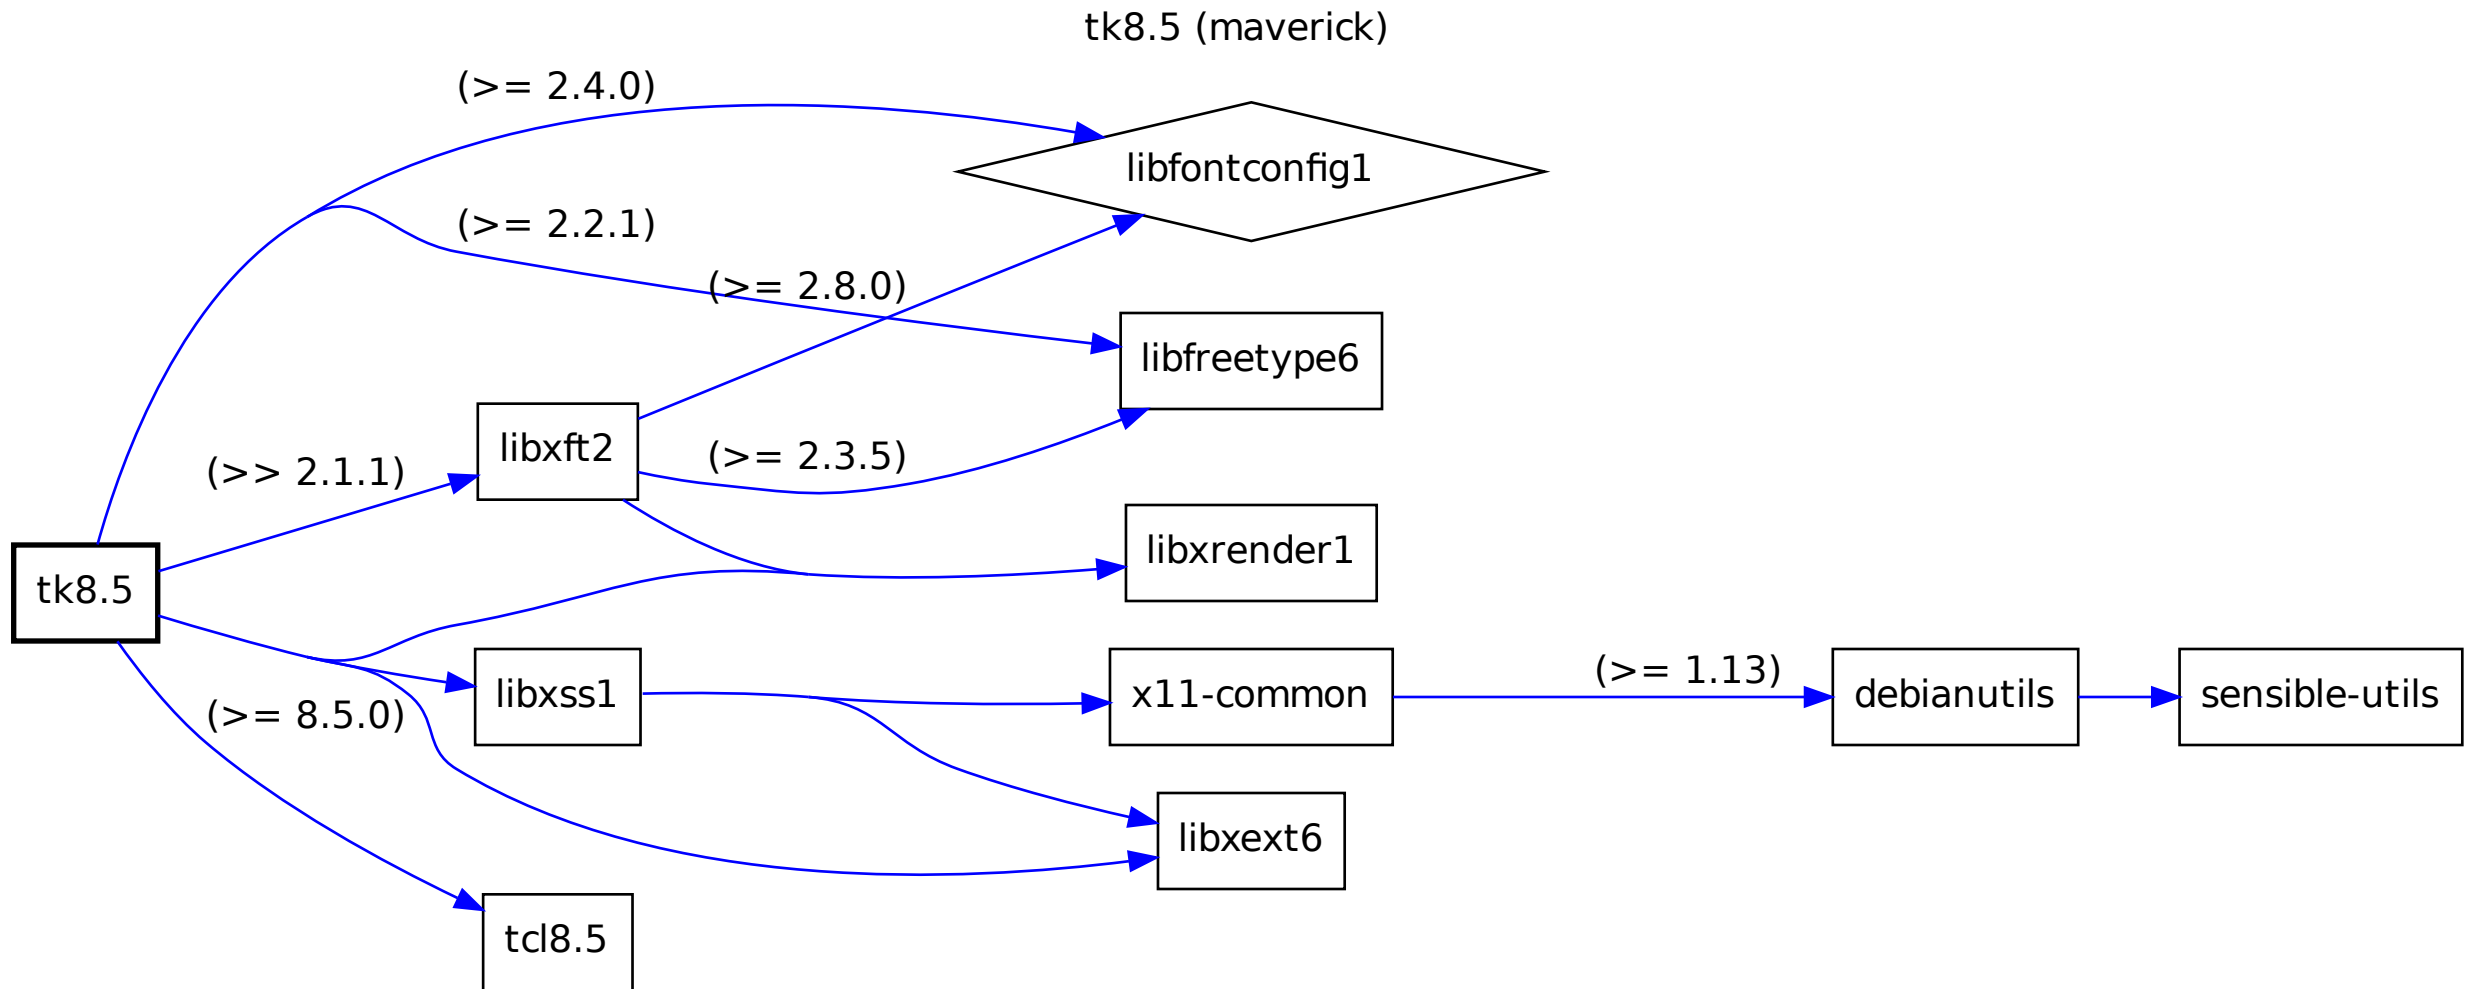 tk8.5 (maverick)
(>= 2.4.0)
libfontconfig1
(>= 2.2.1)
(>= 2.8.0)
libfreetype6
libxft2
(>= 2.3.5)
(>> 2.1.1)
libxrender1
tk8.5
(>= 1.13)
libxss1
x11-common
debianutils
sensible-utils
(>= 8.5.0)
libxext6
tcl8.5